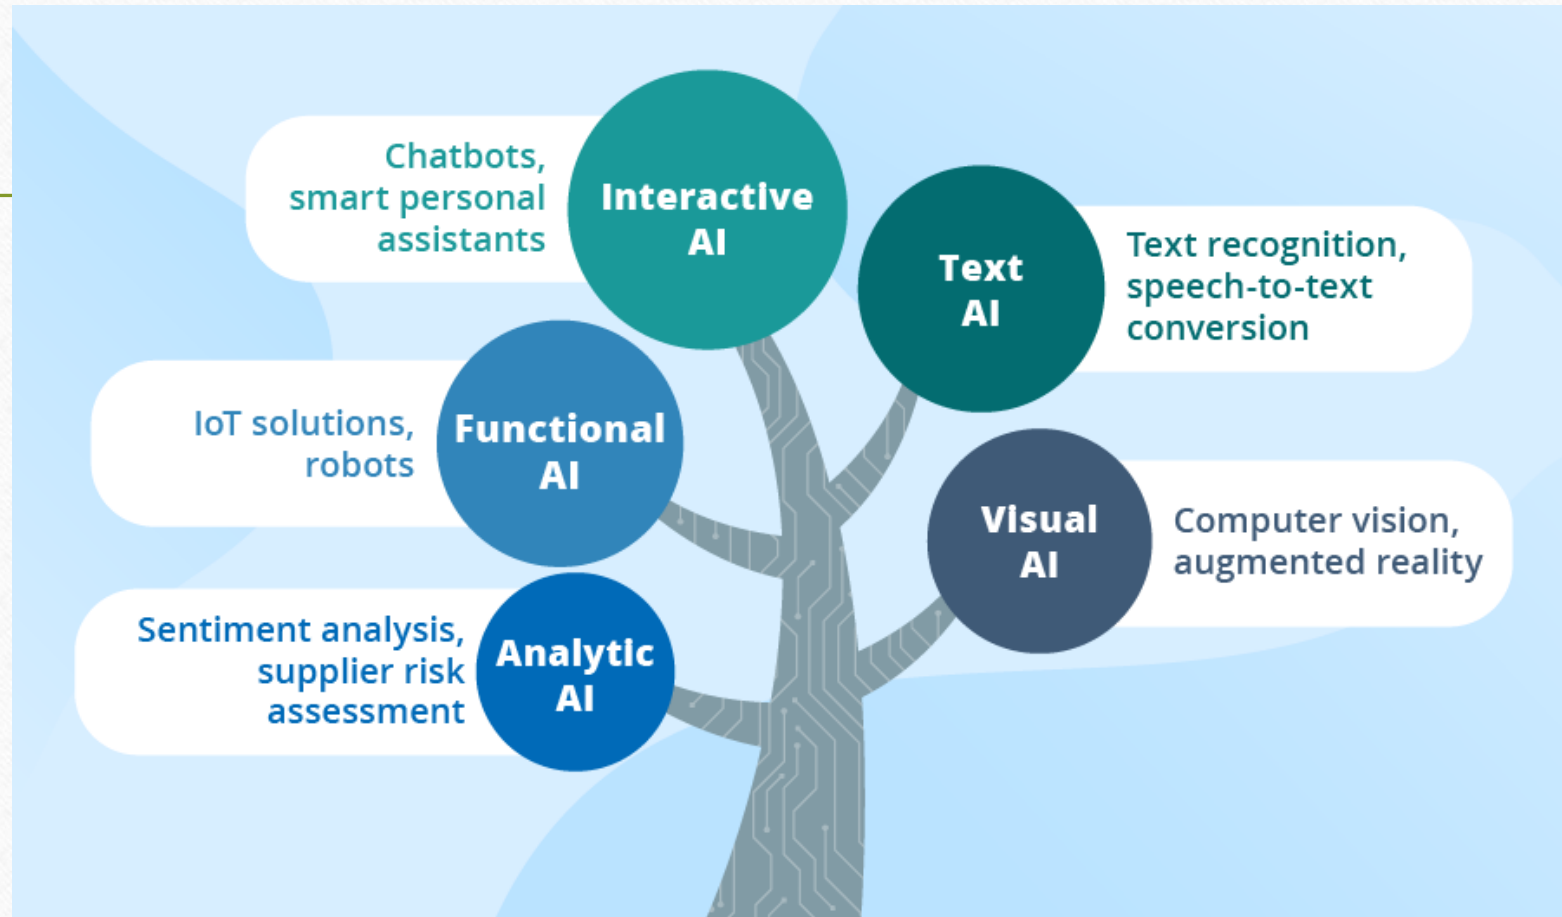 Chatbots,
smart personal
assistants
Interactive
AI
Text
AI
Text recognition,
speech-to-text
conversion
IoT solutions,
robots
Functional
AI
Visual
AI
Computer vision,
augmented reality
Sentiment analysis,
supplier risk
assessment
Analytic
AI